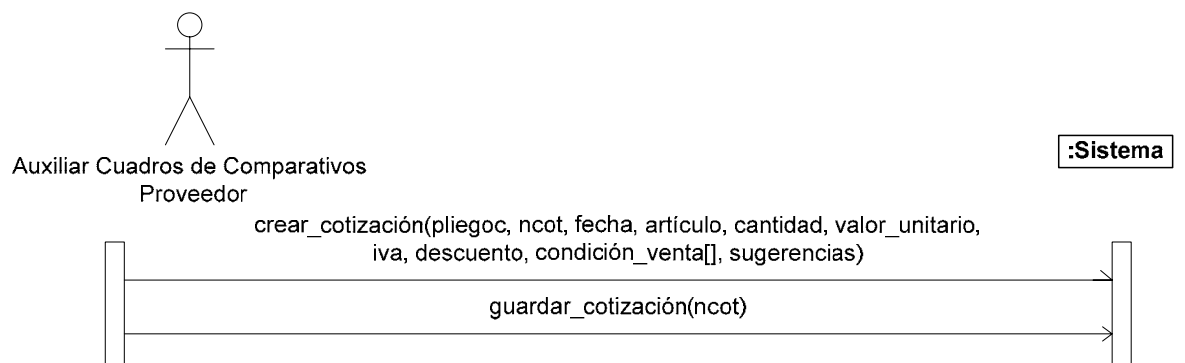 Auxiliar Cuadros de Comparativos
Proveedor
:Sistema
crear_cotización(pliegoc, ncot, fecha, artículo, cantidad, valor_unitario,
iva, descuento, condición_venta[], sugerencias)
guardar_cotización(ncot)